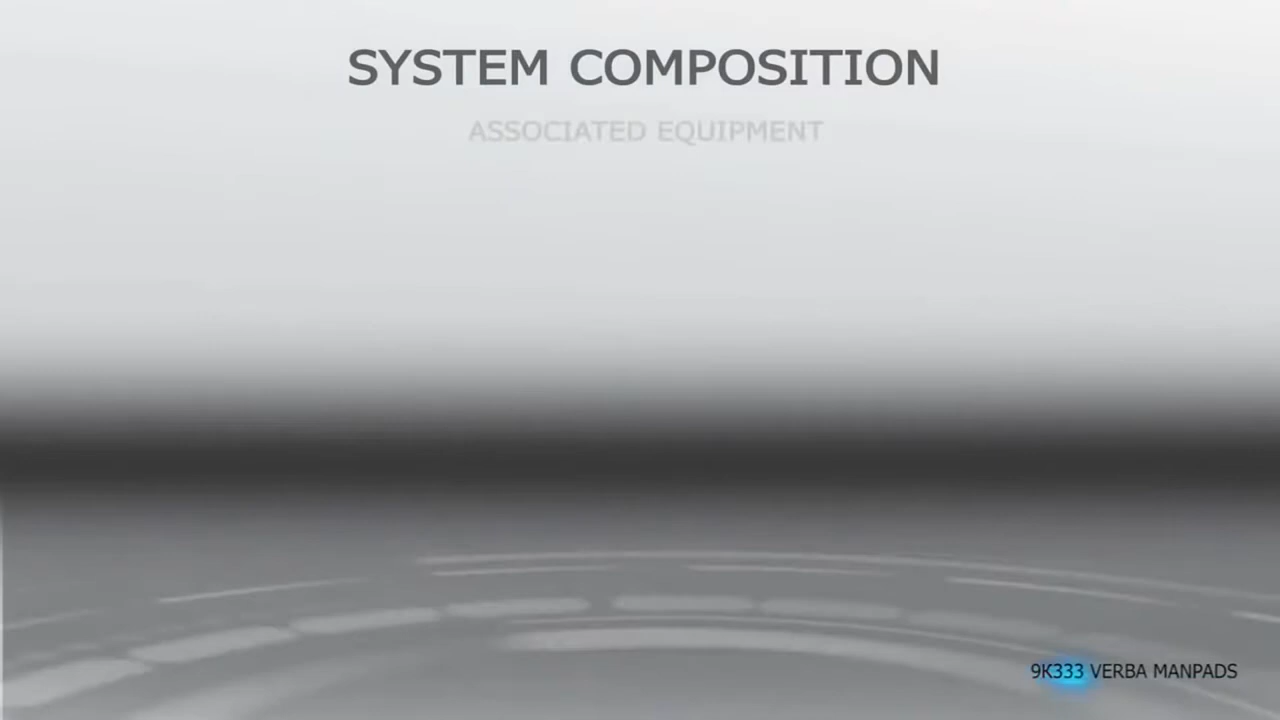 SYSTEM COMPOSITION
ASSOCIATED EQUIPMENT
9K333 VERBA MANPADS